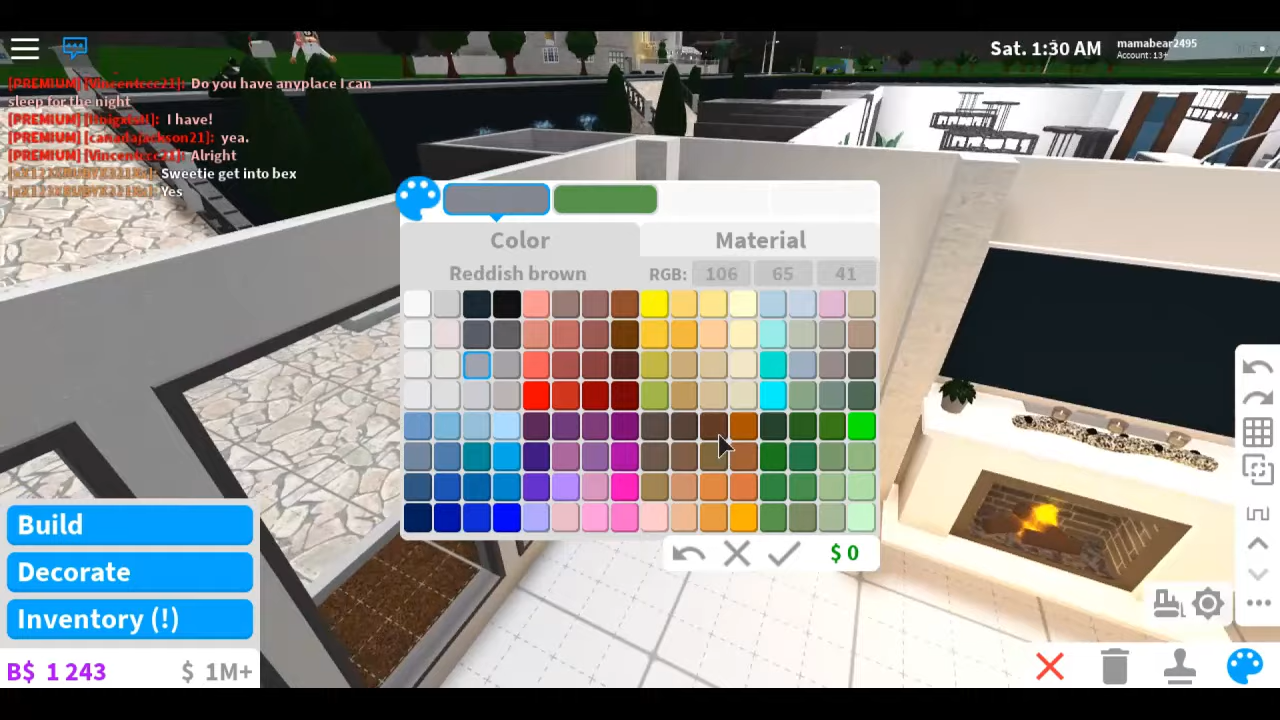 Sat. 1:30 AM
mamabear2495
Account: 13+
[PREMIUM] [Vincentecc21]: Do you have anyplace I can
sleep for the night
[PREMIUM] I have!
[PREMIUM] [canadajackson21]: yea.
[PREMIUM] [Vincentecc21]: Alright
Sweetie get into bex
Yes
Color
Material
Reddish brown
RGB: 106 65 41
$ 0
Build
Decorate
Inventory (!)
B$ 1 243
$ 1M+